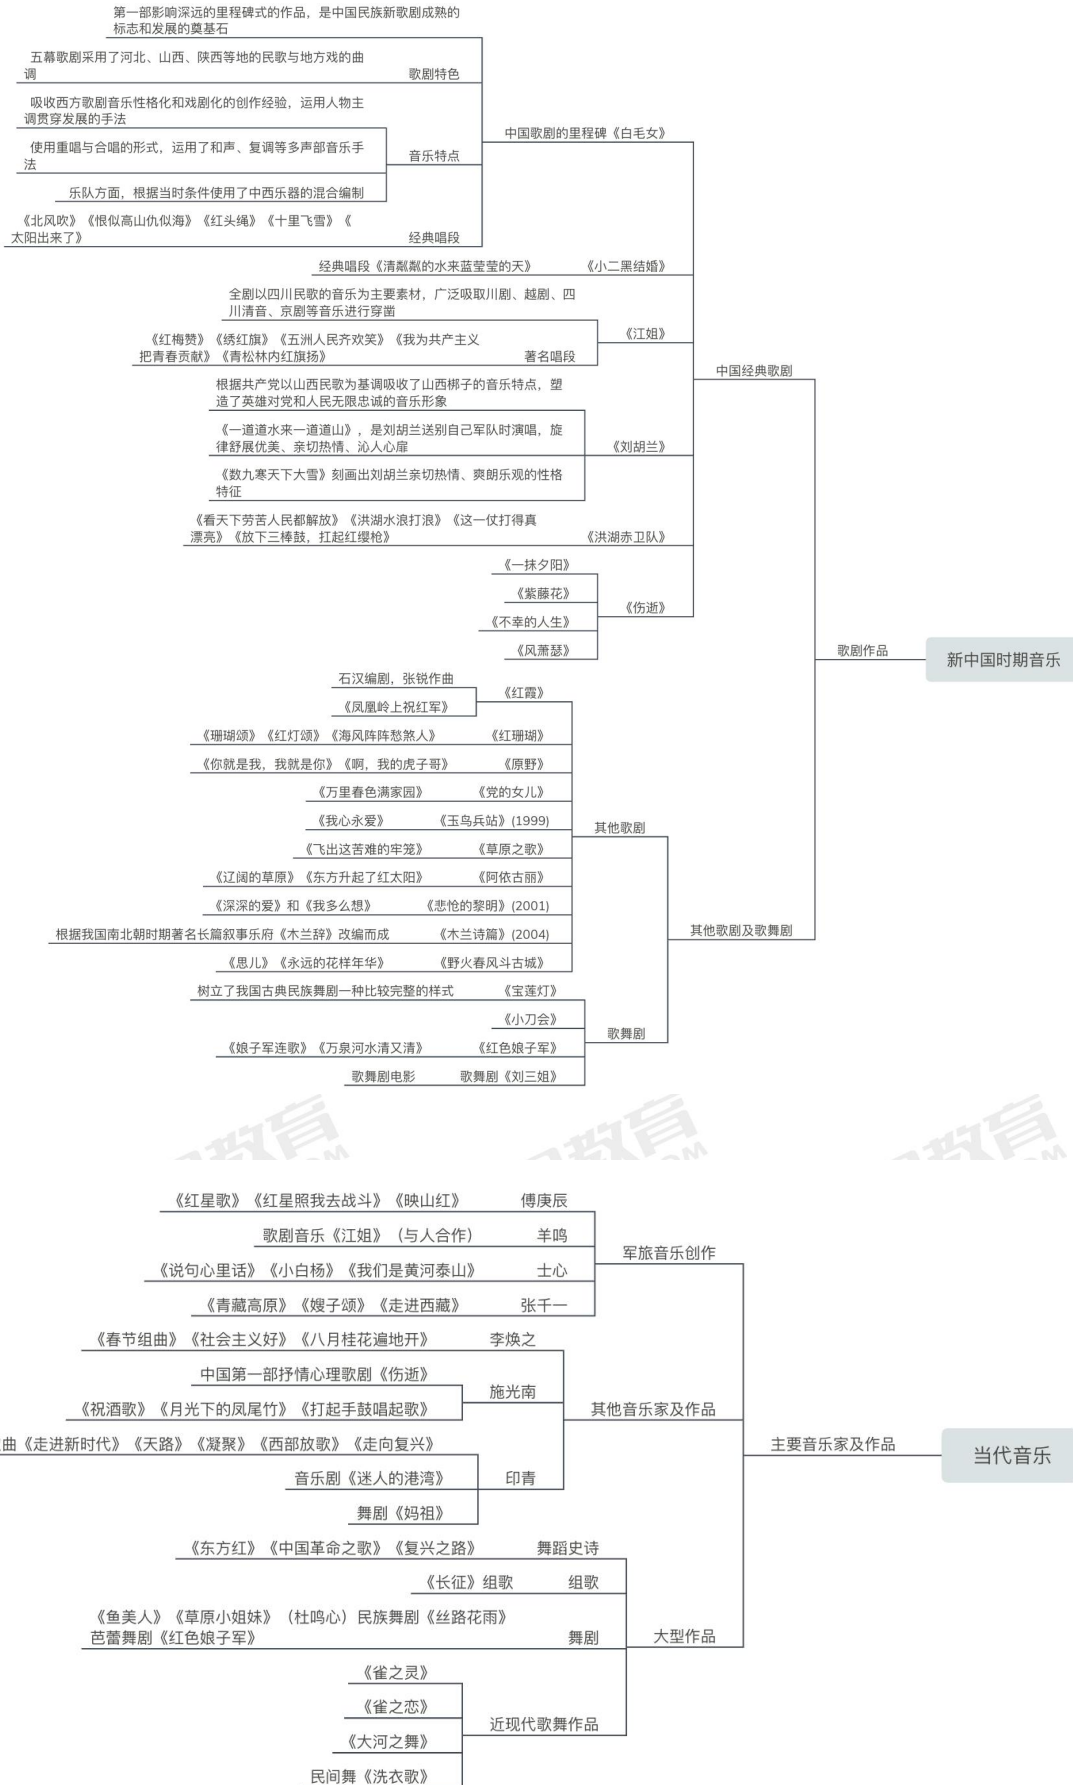 第一部影响深远的里程碑式的作品，是中国民族新歌剧成熟的
标志和发展的奠基石
五幕歌剧采用了河北、山西、陕西等地的民歌与地方戏的曲
调
歌剧特色
吸收西方歌剧音乐性格化和戏剧化的创作经验，运用人物主
调贯穿发展的手法
使用重唱与合唱的形式，运用了和声、复调等多声部音乐手
法
音乐特点
乐队方面，根据当时条件使用了中西乐器的混合编制
《北风吹》《恨似高山仇似海》《红头绳》《十里飞雪》《
太阳出来了》
经典唱段
中国歌剧的里程碑《白毛女》
经典唱段《清粼粼的水来蓝莹莹的天》
《小二黑结婚》
全剧以四川民歌的音乐为主要素材，广泛吸取川剧、越剧、四
川清音、京剧等音乐进行穿凿
《红梅赞》《绣红旗》《五洲人民齐欢笑》《我为共产主义
把青春贡献》《青松林内红旗扬》
著名唱段
《江姐》
中国经典歌剧
根据共产党以山西民歌为基调吸收了山西梆子的音乐特点，塑
造了英雄对党和人民无限忠诚的音乐形象
《一道道水来一道道山》，是刘胡兰送别自己军队时演唱，旋
律舒展优美、亲切热情、沁人心扉
《数九寒天下大雪》刻画出刘胡兰亲切热情、爽朗乐观的性格
特征
《刘胡兰》
《看天下劳苦人民都解放》《洪湖水浪打浪》《这一仗打得真
漂亮》《放下三棒鼓，扛起红缨枪》
《洪湖赤卫队》
《一抹夕阳》
《紫藤花》
《不幸的人生》
《风萧瑟》
《伤逝》
歌剧作品
新中国时期音乐
石汉编剧，张锐作曲
《凤凰岭上祝红军》
《红霞》
《珊瑚颂》《红灯颂》《海风阵阵愁煞人》
《红珊瑚》
《你就是我，我就是你》《啊，我的虎子哥》
《原野》
《万里春色满家园》
《党的女儿》
《我心永爱》
《玉鸟兵站》(1999)
其他歌剧
《飞出这苦难的牢笼》
《草原之歌》
《辽阔的草原》《东方升起了红太阳》
《阿依古丽》
《深深的爱》和《我多么想》
《悲怆的黎明》(2001)
根据我国南北朝时期著名长篇叙事乐府《木兰辞》改编而成
《木兰诗篇》(2004)
其他歌剧及歌舞剧
《思儿》《永远的花样年华》
《野火春风斗古城》
树立了我国古典民族舞剧一种比较完整的样式
《宝莲灯》
《小刀会》
歌舞剧
《娘子军连歌》《万泉河水清又清》
《红色娘子军》
歌舞剧电影
歌舞剧《刘三姐》
《红星歌》《红星照我去战斗》《映山红》
傅庚辰
歌剧音乐《江姐》（与人合作）
羊鸣
军旅音乐创作
《说句心里话》《小白杨》《我们是黄河泰山》
士心
《青藏高原》《嫂子颂》《走进西藏》
张千一
《春节组曲》《社会主义好》《八月桂花遍地开》
李焕之
中国第一部抒情心理歌剧《伤逝》
施光南
《祝酒歌》《月光下的凤尾竹》《打起手鼓唱起歌》
其他音乐家及作品
曲《走进新时代》《天路》《凝聚》《西部放歌》《走向复兴》
主要音乐家及作品
当代音乐
音乐剧《迷人的港湾》
印青
舞剧《妈祖》
《东方红》《中国革命之歌》《复兴之路》
舞蹈史诗
《长征》组歌
组歌
《鱼美人》《草原小姐妹》（杜鸣心）民族舞剧《丝路花雨》
芭蕾舞剧《红色娘子军》
舞剧
大型作品
《雀之灵》
《雀之恋》
近现代歌舞作品
《大河之舞》
民间舞《洗衣歌》